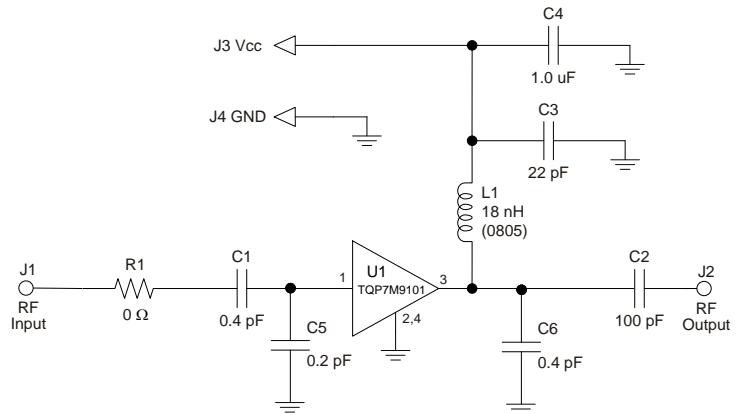 C4
J3 Vcc
1.0 uF
J4 GND
C3
22 pF
L1
18 nH
(0805)
J1
RF
Input
R1
0 Ω
C1
0.4 pF
C5
0.2 pF
1
U1
TQP7M9101
3
2,4
C6
0.4 pF
C2
100 pF
J2
RF
Output